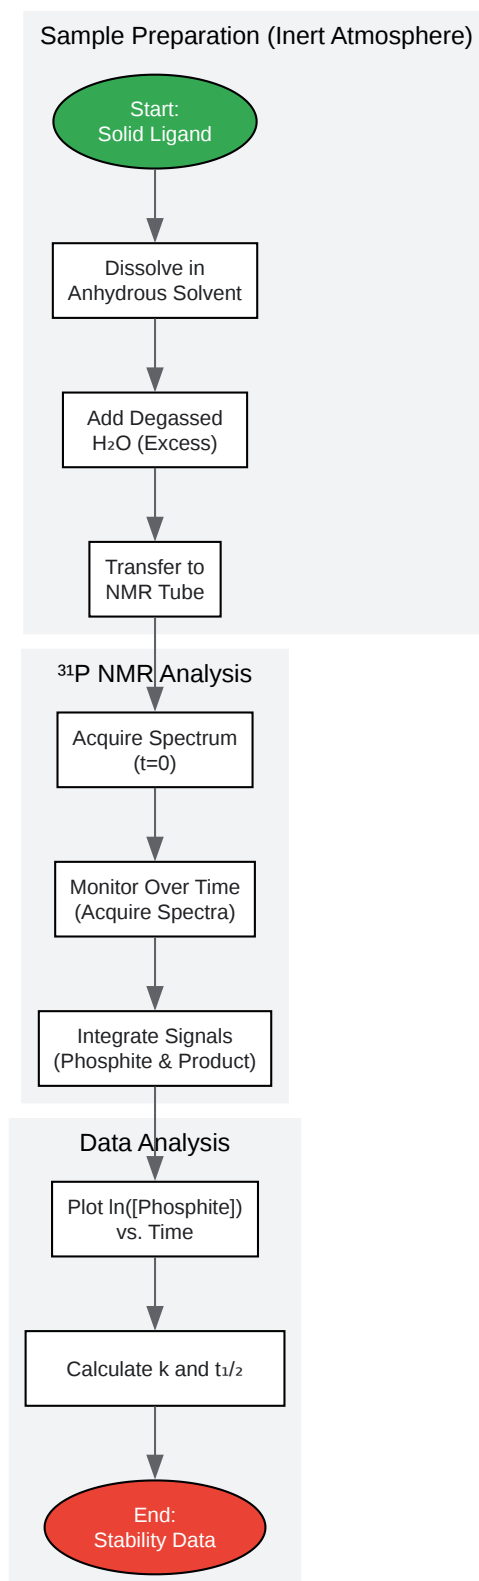 Sample Preparation (Inert Atmosphere)
Start:
Solid Ligand
Dissolve in
Anhydrous Solvent
Add Degassed
H₂O (Excess)
Transfer to
NMR Tube
³¹P NMR Analysis
Acquire Spectrum
(t=0)
Monitor Over Time
(Acquire Spectra)
Integrate Signals
(Phosphite & Product)
Data Analysis
Plot ln([Phosphite])
vs. Time
Calculate k and t₁/₂
End:
Stability Data